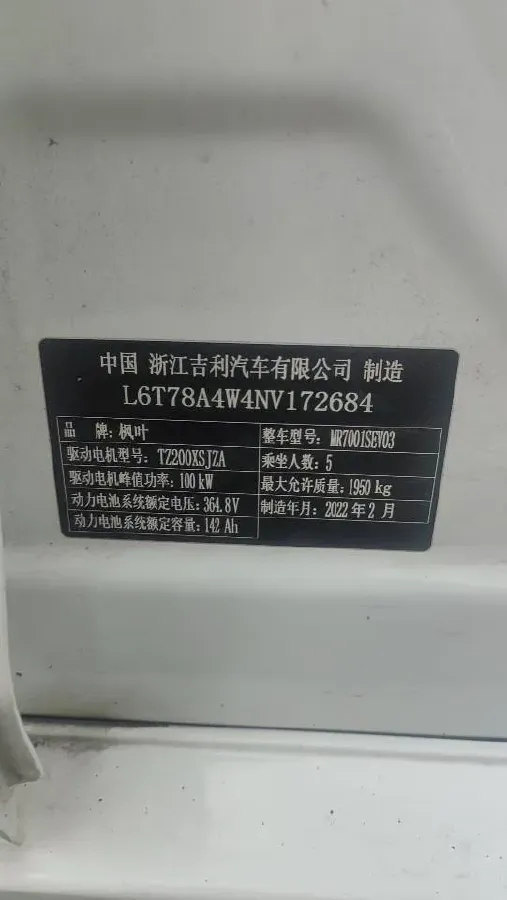 中国 浙江吉利汽车有限公司 制造
L6T78A4W4NV172684
品 牌:枫叶
整车型号:MR7001SEV03
驱动电机型号:TZ200XSJZA
乘坐人数:5
驱动电机峰值功率:100 kW
最大允许质量:1950 kg
动力电池系统额定电压:364.8V
制造年月:2022 年 2 月
动力电池系统额定容量:142 Ah